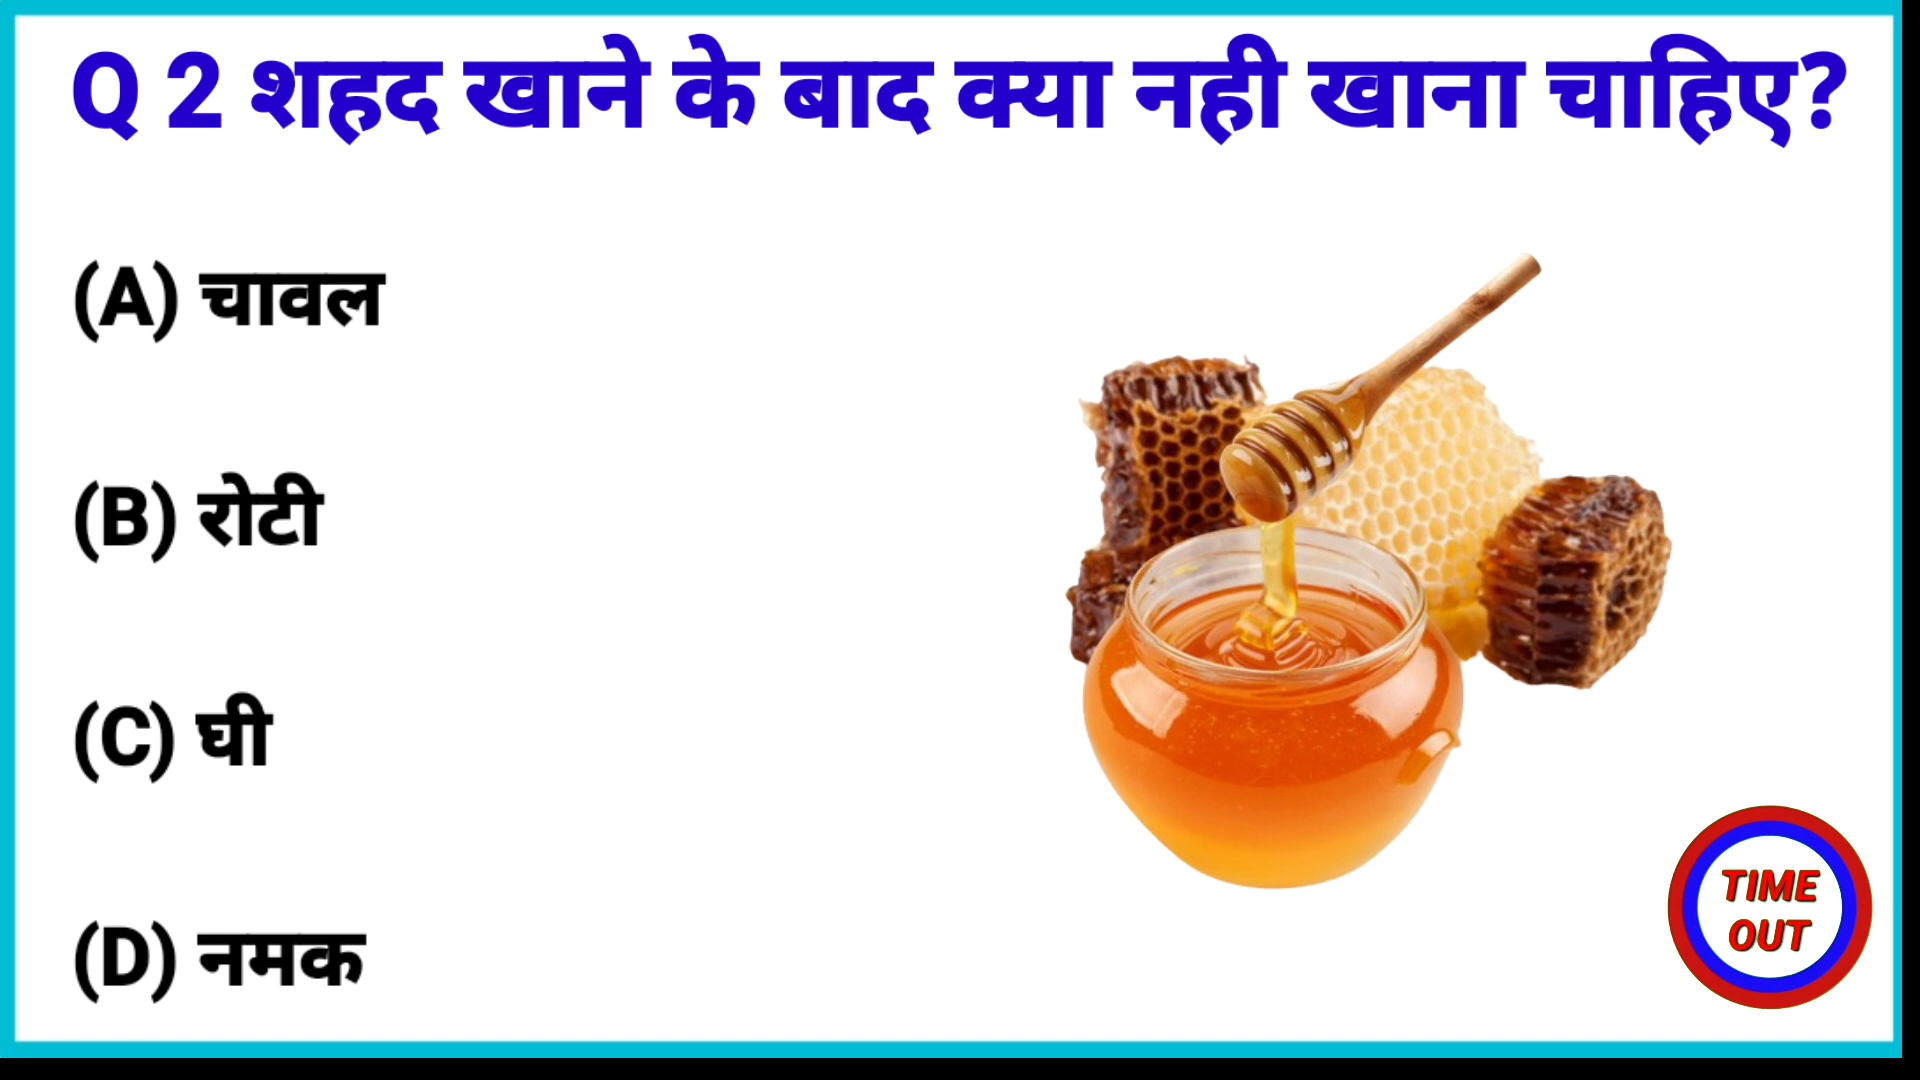 Q 2 शहद खाने के बाद क्या नही खाना चाहिए?
(A) चावल
(B) रोटी
(C) घी
(D) नमक
TIME
OUT